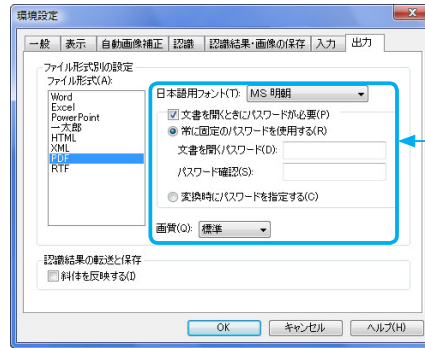 環境設定
一般 表示 自動画像補正 認識 認識結果・画像の保存 入力 出力
ファイル形式別の設定
ファイル形式(A):
Word
Excel
PowerPoint
一太郎
HTML
XML
PDF
RTF
日本語用フォント(T): MS 明朝
文書を開くときにパスワードが必要(P)
常に固定のパスワードを使用する(R)
文書を開くパスワード(D):
パスワード確認(S):
変換時にパスワードを指定する(C)
画質(Q): 標準
認識結果の転送と保存
斜体を反映する(I)
OK キャンセル ヘルプ(H)